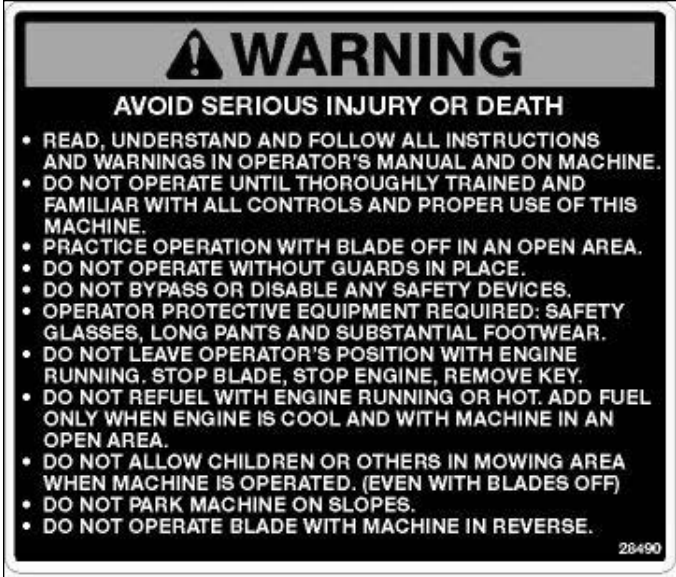 WARNING
AVOID SERIOUS INJURY OR DEATH
• READ, UNDERSTAND AND FOLLOW ALL INSTRUCTIONS
AND WARNINGS IN OPERATOR'S MANUAL AND ON MACHINE.
• DO NOT OPERATE UNTIL THOROUGHLY TRAINED AND
FAMILIAR WITH ALL CONTROLS AND PROPER USE OF THIS
MACHINE.
• PRACTICE OPERATION WITH BLADE OFF IN AN OPEN AREA.
• DO NOT OPERATE WITHOUT GUARDS IN PLACE.
• DO NOT BYPASS OR DISABLE ANY SAFETY DEVICES.
• OPERATOR PROTECTIVE EQUIPMENT REQUIRED: SAFETY
GLASSES, LONG PANTS AND SUBSTANTIAL FOOTWEAR.
• DO NOT LEAVE OPERATOR'S POSITION WITH ENGINE
RUNNING. STOP BLADE, STOP ENGINE, REMOVE KEY.
• DO NOT REFUEL WITH ENGINE RUNNING OR HOT. ADD FUEL
ONLY WHEN ENGINE IS COOL AND WITH MACHINE IN AN
OPEN AREA.
• DO NOT ALLOW CHILDREN OR OTHERS IN MOWING AREA
WHEN MACHINE IS OPERATED. (EVEN WITH BLADES OFF)
• DO NOT PARK MACHINE ON SLOPES.
• DO NOT OPERATE BLADE WITH MACHINE IN REVERSE.
28490